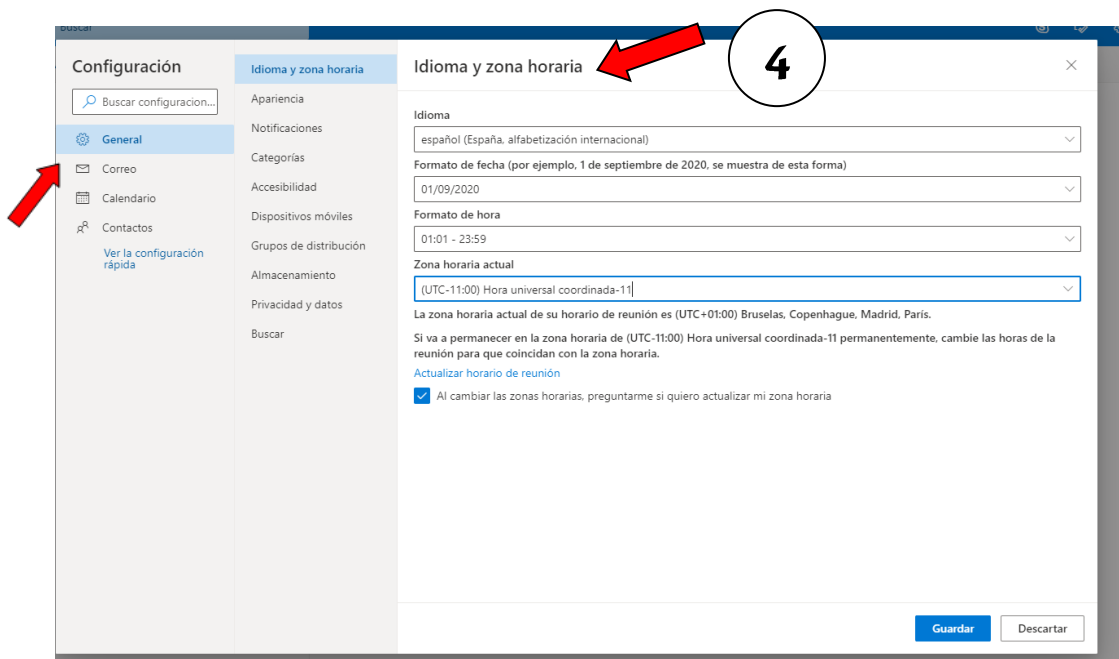 Buscar
Configuración
Buscar configuracion...
General
Correo
Calendario
Contactos
Ver la configuración
rápida
Idioma y zona horaria
Apariencia
Notificaciones
Categorías
Accesibilidad
Dispositivos móviles
Grupos de distribución
Almacenamiento
Privacidad y datos
Buscar
Idioma y zona horaria
4
Idioma
español (España, alfabetización internacional)
Formato de fecha (por ejemplo, 1 de septiembre de 2020, se muestra de esta forma)
01/09/2020
Formato de hora
01:01 - 23:59
Zona horaria actual
(UTC-11:00) Hora universal coordinada-11
La zona horaria actual de su horario de reunión es (UTC+01:00) Bruselas, Copenhague, Madrid, París.
Si va a permanecer en la zona horaria de (UTC-11:00) Hora universal coordinada-11 permanentemente, cambie las horas de la
reunión para que coincidan con la zona horaria.
Actualizar horario de reunión
Al cambiar las zonas horarias, preguntarme si quiero actualizar mi zona horaria
Guardar
Descartar